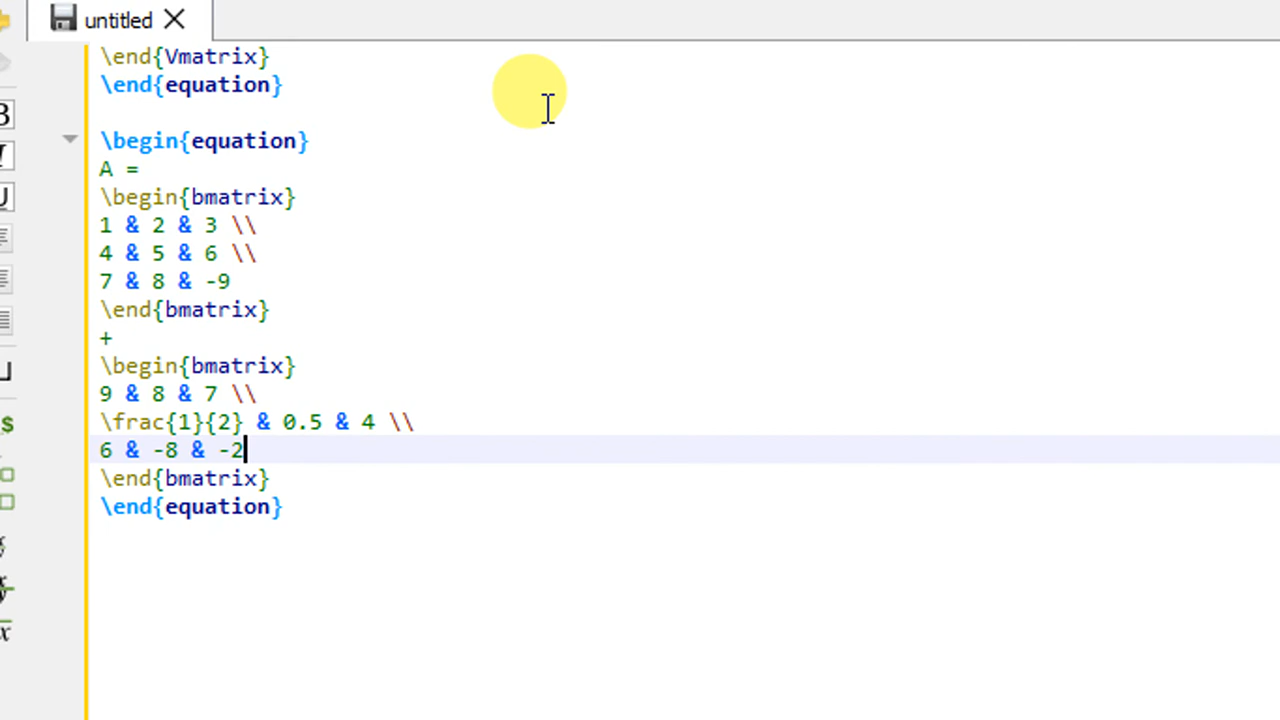 untitled
\end{Vmatrix}
\end{equation}
\begin{equation}
A =
\begin{bmatrix}
1 & 2 & 3 \\
4 & 5 & 6 \\
7 & 8 & -9
\end{bmatrix}
+
\begin{bmatrix}
9 & 8 & 7 \\
\frac{1}{2} & 0.5 & 4 \\
6 & -8 & -2
\end{bmatrix}
\end{equation}